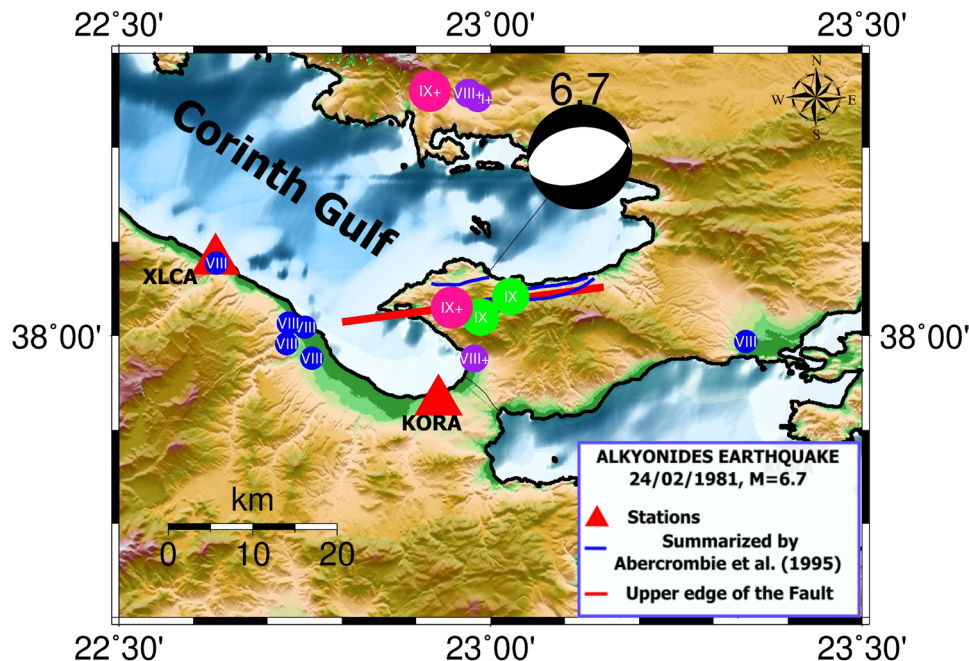 22°30'
23°00'
23°30'
6.7
N
W
E
S
IX+
VIII+
I+
Corinth Gulf
XLCA
VIII
IX
IX+
IX
38°00'
38°00'
VIII
VIII
VIII
VIII
VIII+
VIII
KORA
km
0 10 20
ALKYONIDES EARTHQUAKE
24/02/1981, M=6.7
Stations
Summarized by
Abercrombie et al. (1995)
Upper edge of the Fault
22°30'
23°00'
23°30'